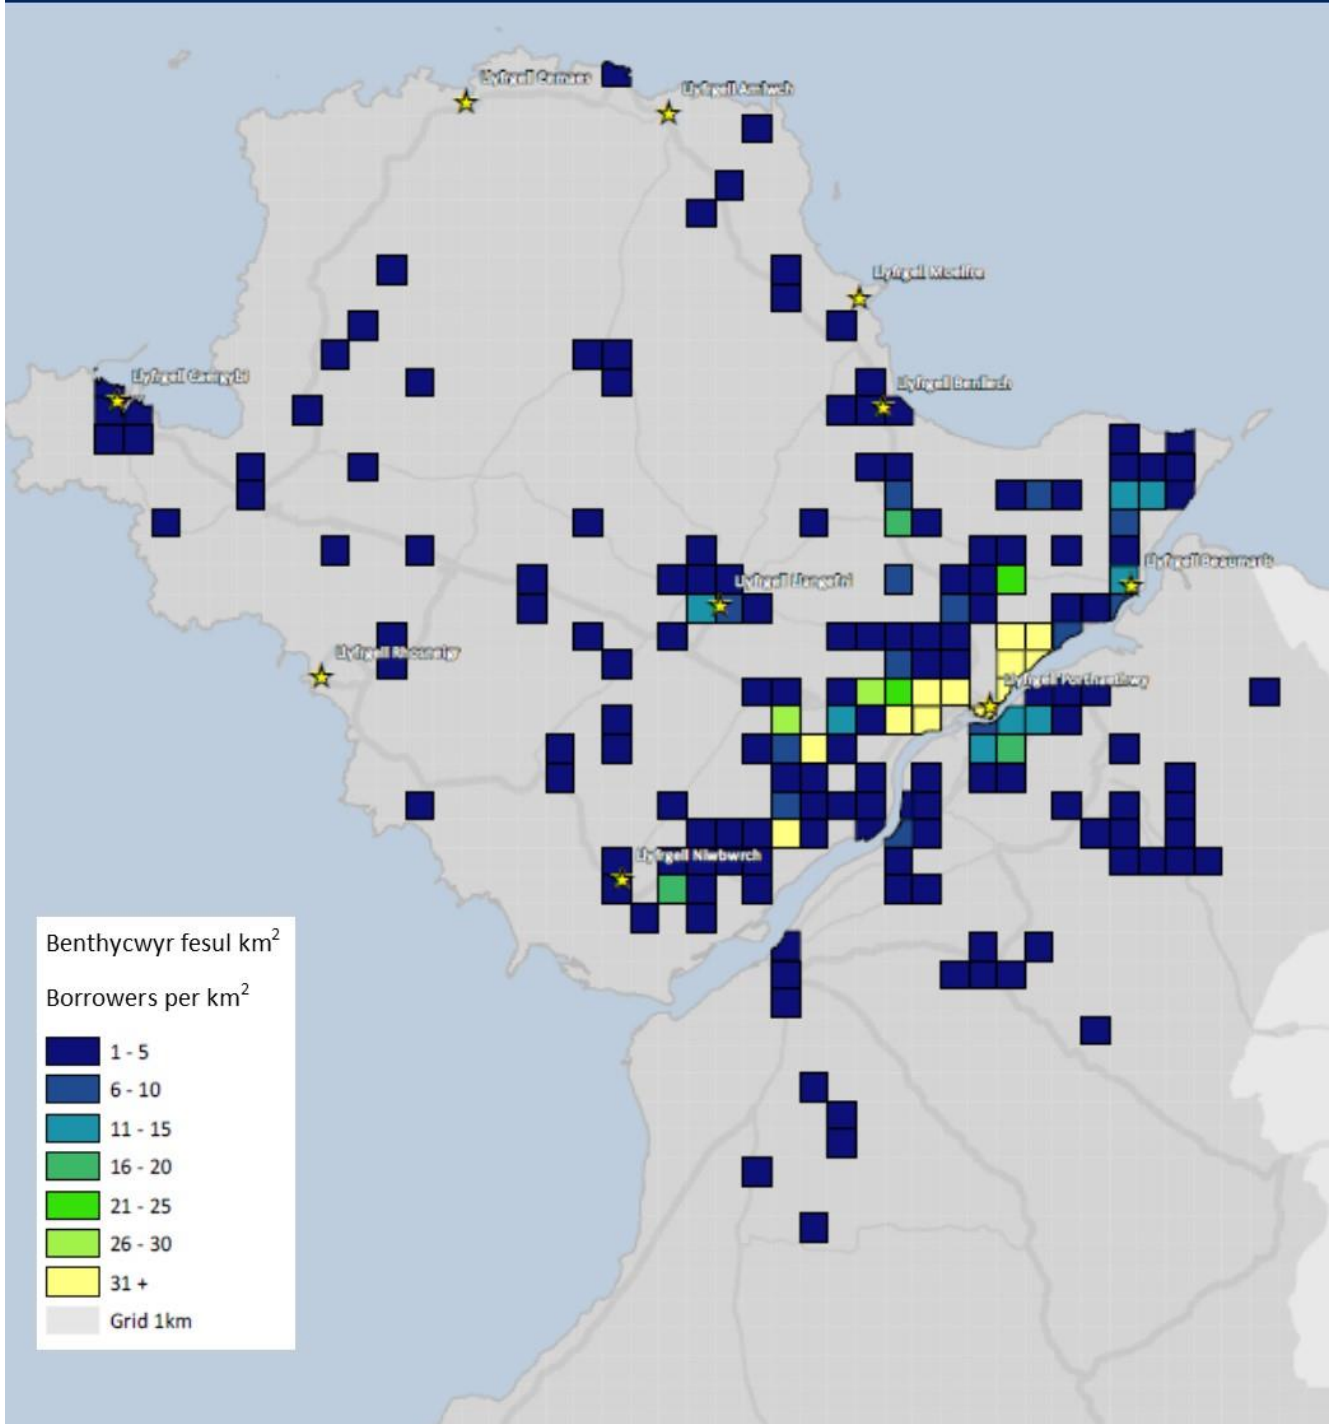 Llyfrgell Cemaes
Llyfrgell Amlwch
Llyfrgell Moelfre
Llyfrgell Caergybi
Llyfrgell Benllech
Llyfrgell Beaumaris
Llyfrgell Llangefni
Llyfrgell Rhosneigr
Llyfrgell Porthaethwy
Llyfrgell Niwbwrch
Benthycwyr fesul km²
Borrowers per km²
1 - 5
6 - 10
11 - 15
16 - 20
21 - 25
26 - 30
31 +
Grid 1km